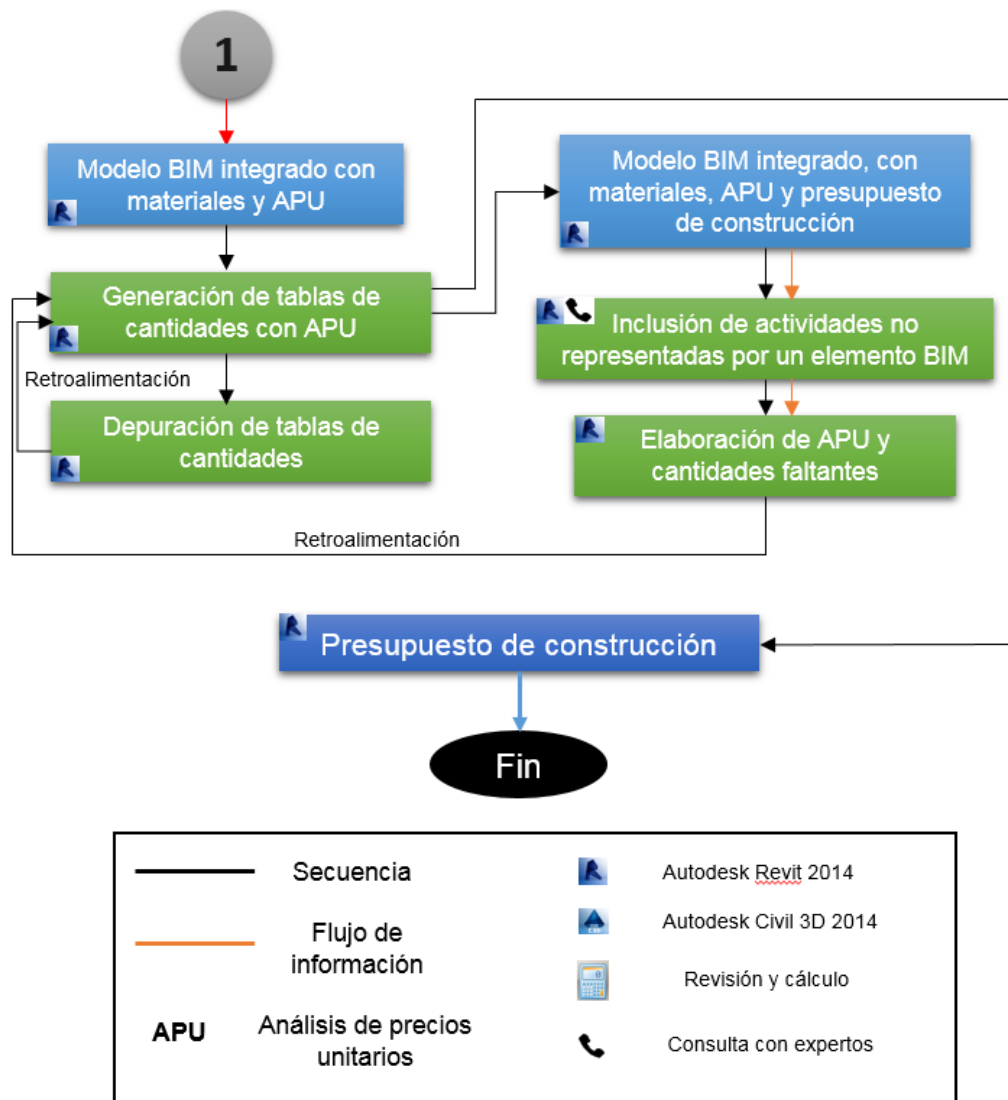 1
Modelo BIM integrado con
materiales y APU
Generación de tablas de
cantidades con APU
Retroalimentación
Depuración de tablas de
cantidades
Modelo BIM integrado, con
materiales, APU y presupuesto
de construcción
Inclusión de actividades no
representadas por un elemento BIM
Elaboración de APU y
cantidades faltantes
Retroalimentación
Presupuesto de construcción
Fin
Secuencia
Flujo de
información
APU
Análisis de precios
unitarios
Autodesk Revit 2014
Autodesk Civil 3D 2014
Revisión y cálculo
Consulta con expertos